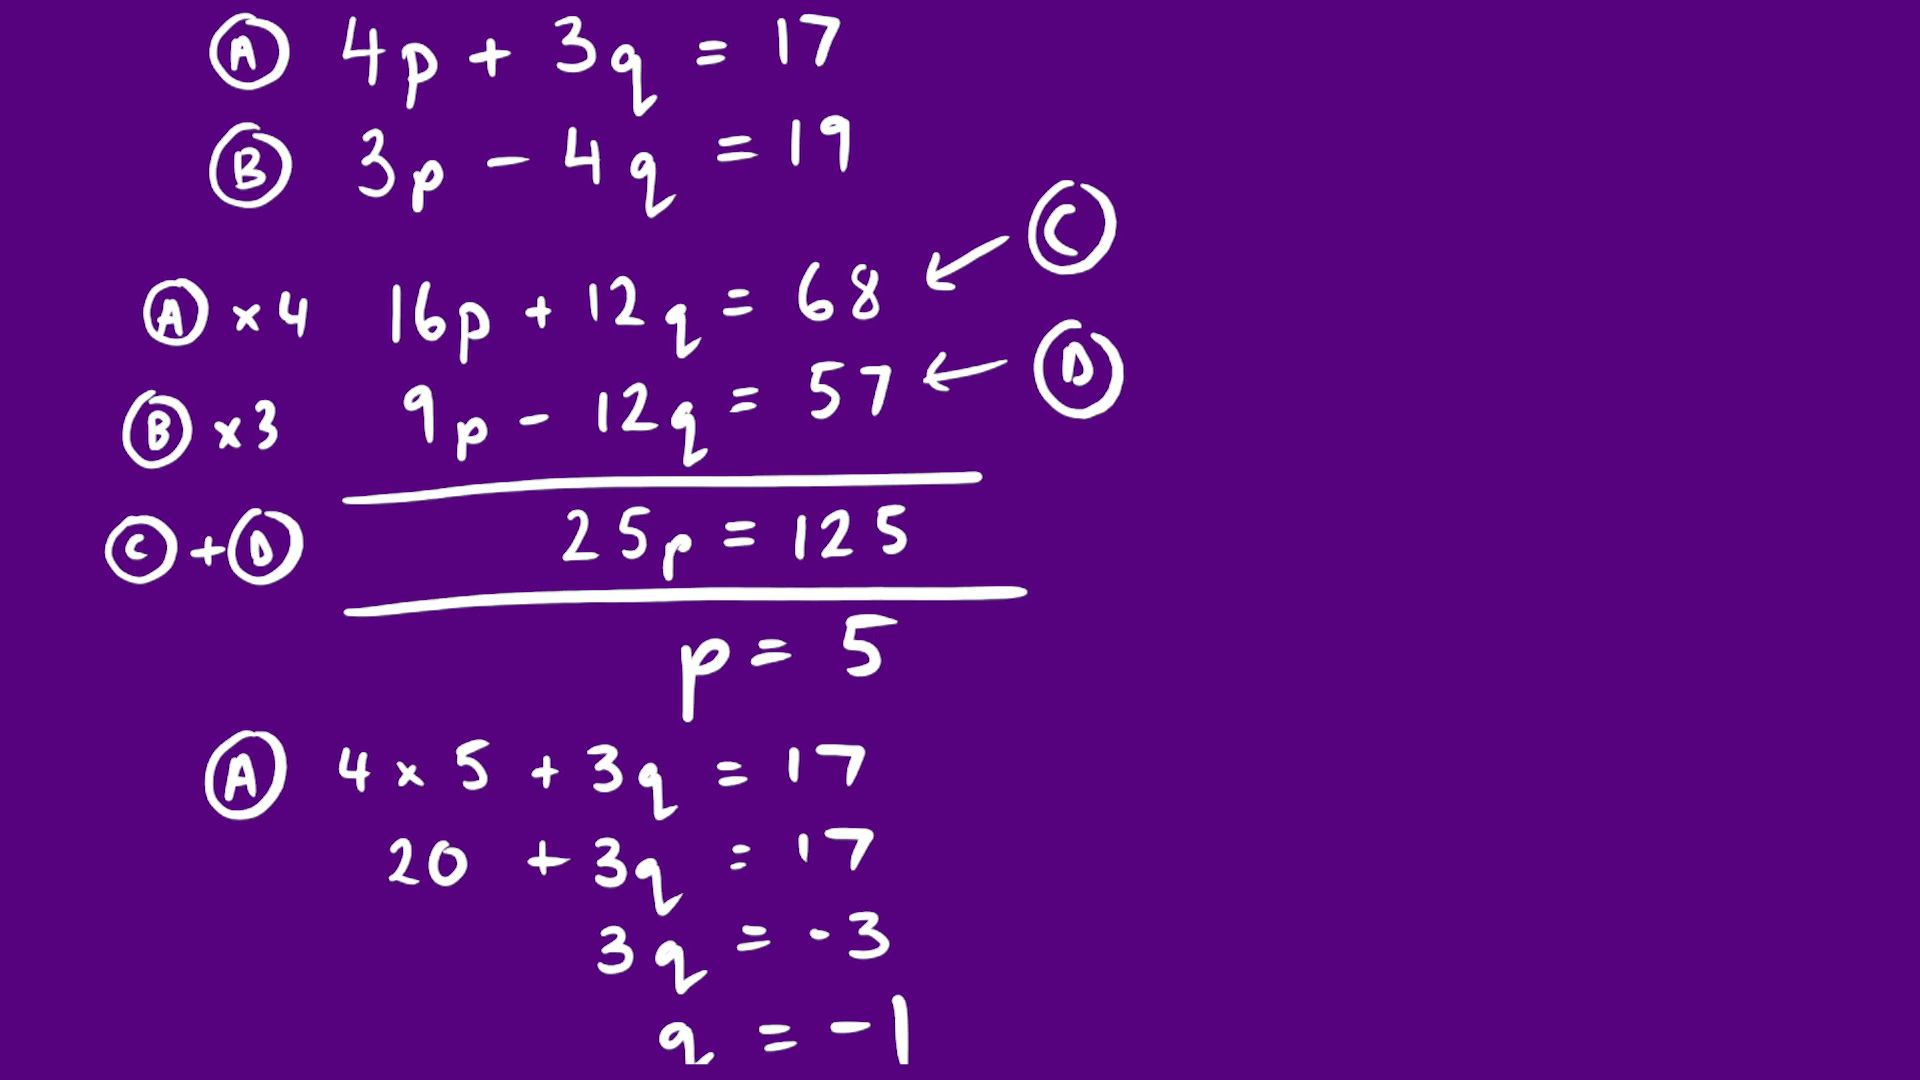 Ⓐ 4p + 3q = 17
Ⓑ 3p - 4q = 19
Ⓐ × 4 16p + 12q = 68 ← Ⓒ
Ⓑ × 3 9p - 12q = 57 ← Ⓓ
Ⓒ + Ⓓ 25p = 125
p = 5
Ⓐ 4 × 5 + 3q = 17
20 + 3q = 17
3q = -3
q = -1